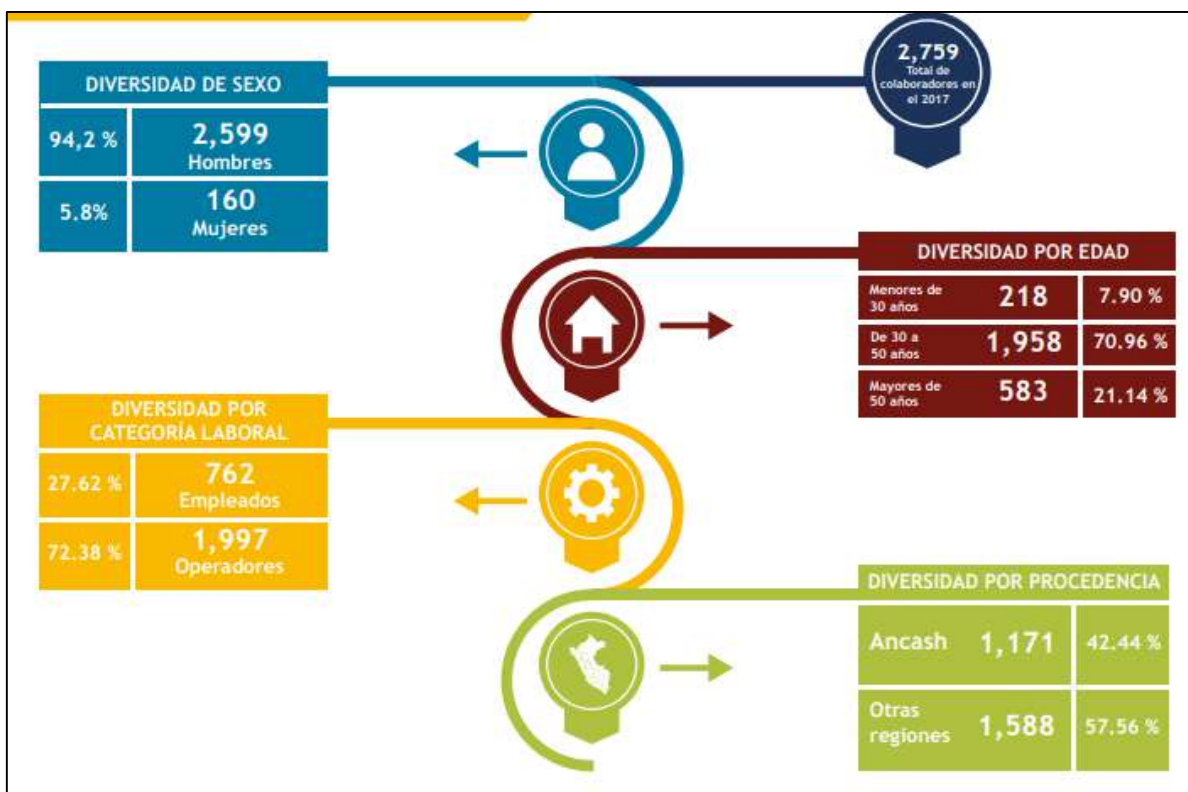 2,759
Total de
colaboradores en
el 2017
DIVERSIDAD DE SEXO
94,2 %
2,599
Hombres
5.8%
160
Mujeres
DIVERSIDAD POR EDAD
Menores de
30 años
218
7.90 %
De 30 a
50 años
1,958
70.96 %
Mayores de
50 años
583
21.14 %
DIVERSIDAD POR
CATEGORÍA LABORAL
27.62 %
762
Empleados
72.38 %
1,997
Operadores
DIVERSIDAD POR PROCEDENCIA
Ancash
1,171
42.44 %
Otras
regiones
1,588
57.56 %